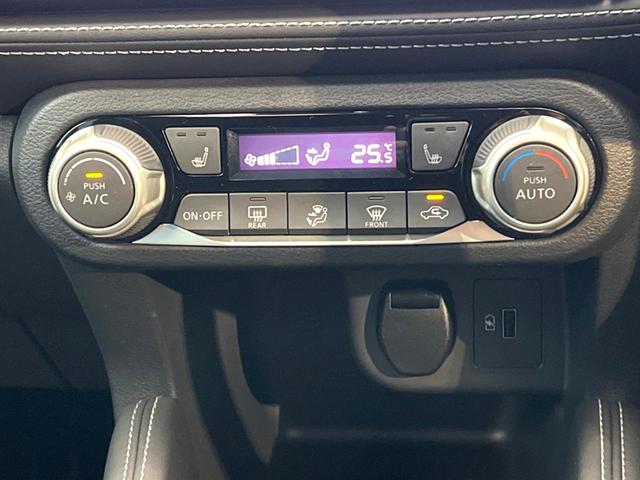 25.5°C
PUSH
A/C
ON·OFF
REAR
FRONT
PUSH
AUTO